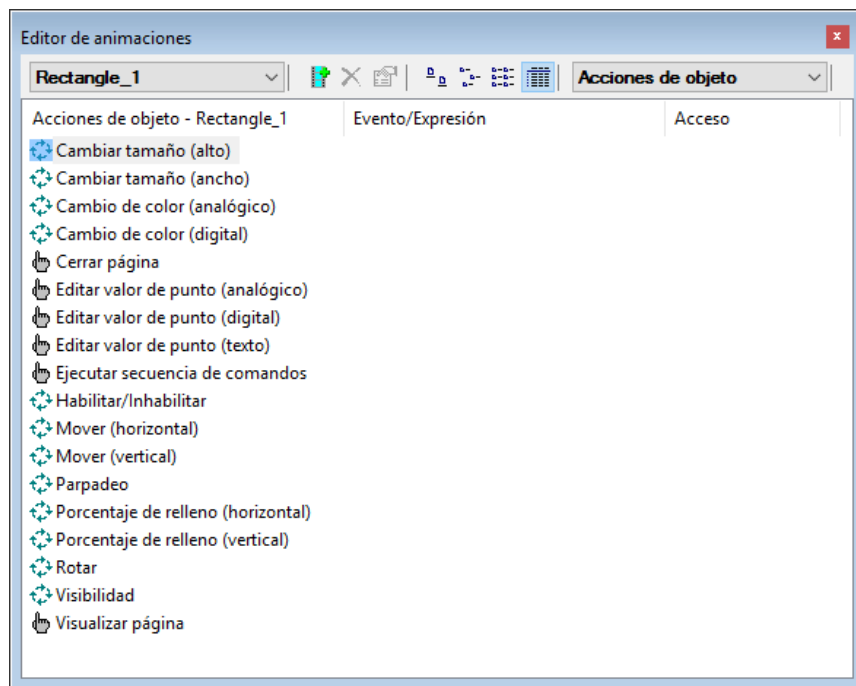 Editor de animaciones
Rectangle_1 Acciones de objeto
Acciones de objeto - Rectangle_1 Evento/Expresión Acceso
Cambiar tamaño (alto)
Cambiar tamaño (ancho)
Cambio de color (analógico)
Cambio de color (digital)
Cerrar página
Editar valor de punto (analógico)
Editar valor de punto (digital)
Editar valor de punto (texto)
Ejecutar secuencia de comandos
Habilitar/Inhabilitar
Mover (horizontal)
Mover (vertical)
Parpadeo
Porcentaje de relleno (horizontal)
Porcentaje de relleno (vertical)
Rotar
Visibilidad
Visualizar página